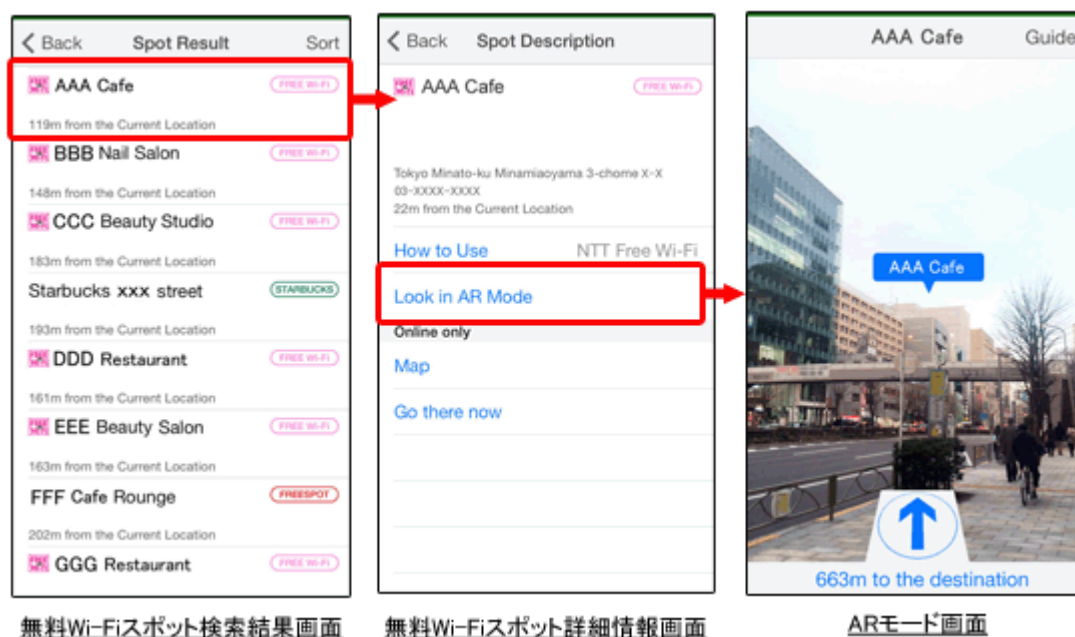 Back Spot Result Sort
AAA Cafe FREE Wi-Fi
119m from the Current Location
BBB Nail Salon FREE Wi-Fi
148m from the Current Location
CCC Beauty Studio FREE Wi-Fi
183m from the Current Location
Starbucks xxx street STARBUCKS
193m from the Current Location
DDD Restaurant FREE Wi-Fi
161m from the Current Location
EEE Beauty Salon FREE Wi-Fi
163m from the Current Location
FFF Cafe Rounge FREESPOT
202m from the Current Location
GGG Restaurant FREE Wi-Fi
無料Wi-Fiスポット検索結果画面
Back Spot Description
AAA Cafe FREE Wi-Fi
Tokyo Minato-ku Minamiaoyama 3-chome X-X
03-XXXX-XXXX
22m from the Current Location
How to Use NTT Free Wi-Fi
Look in AR Mode
Online only
Map
Go there now
無料Wi-Fiスポット詳細情報画面
AAA Cafe Guide
AAA Cafe
663m to the destination
ARモード画面